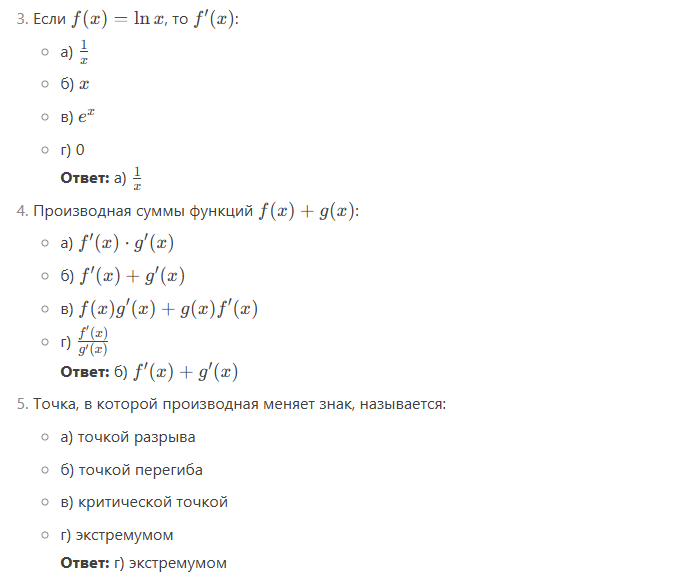 3. Если f(x) = ln x, то f′(x):
а) 1/x
б) x
в) eˣ
г) 0
Ответ: а) 1/x
4. Производная суммы функций f(x) + g(x):
а) f′(x) · g′(x)
б) f′(x) + g′(x)
в) f(x)g′(x) + g(x)f′(x)
г) f′(x)/g′(x)
Ответ: б) f′(x) + g′(x)
5. Точка, в которой производная меняет знак, называется:
а) точкой разрыва
б) точкой перегиба
в) критической точкой
г) экстремумом
Ответ: г) экстремумом